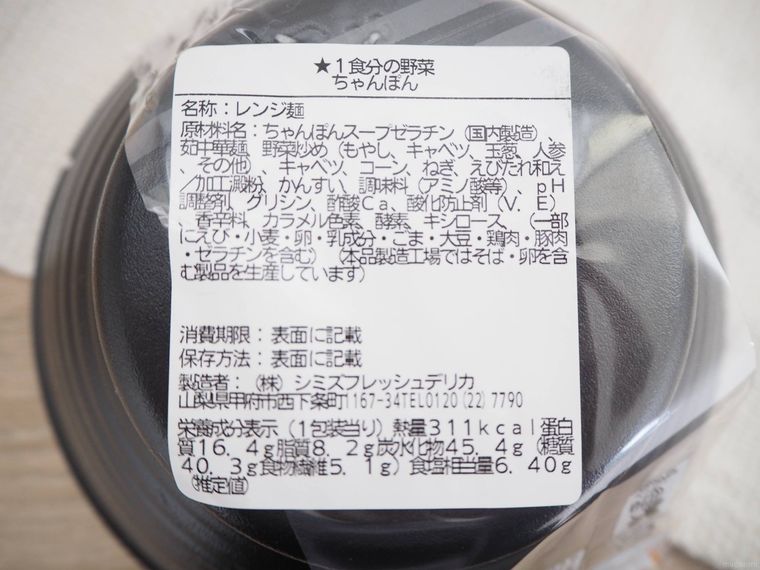 ★1食分の野菜
ちゃんぽん
名称：レンジ麺
原材料名：ちゃんぽんスープゼラチン（国内製造）、
茹中華麺、野菜炒め（もやし、キャベツ、玉葱、人参
、その他）、キャベツ、コーン、ねぎ、えびだれ和え
／加工澱粉、かんすい、調味料（アミノ酸等）、pH
調整剤、グリシン、酢酸Ca、酸化防止剤（V．E）
、香辛料、カラメル色素、酵素、キシロース、（一部
にえび・小麦・卵・乳成分・ごま・大豆・鶏肉・豚肉
・ゼラチンを含む）（本品製造工場ではそば・卵を含
む製品を生産しています）
消費期限：表面に記載
保存方法：表面に記載
製造者：（株）シミズフレッシュデリカ
山梨県甲府市西下条町1167-34TEL0120(22)7790
栄養成分表示（1包装当り）熱量311kcal蛋白
質16．4g脂質8．2g炭水化物45．4g（糖質
40．3g食物繊維5．1g）食塩相当量6．40g
（推定値）